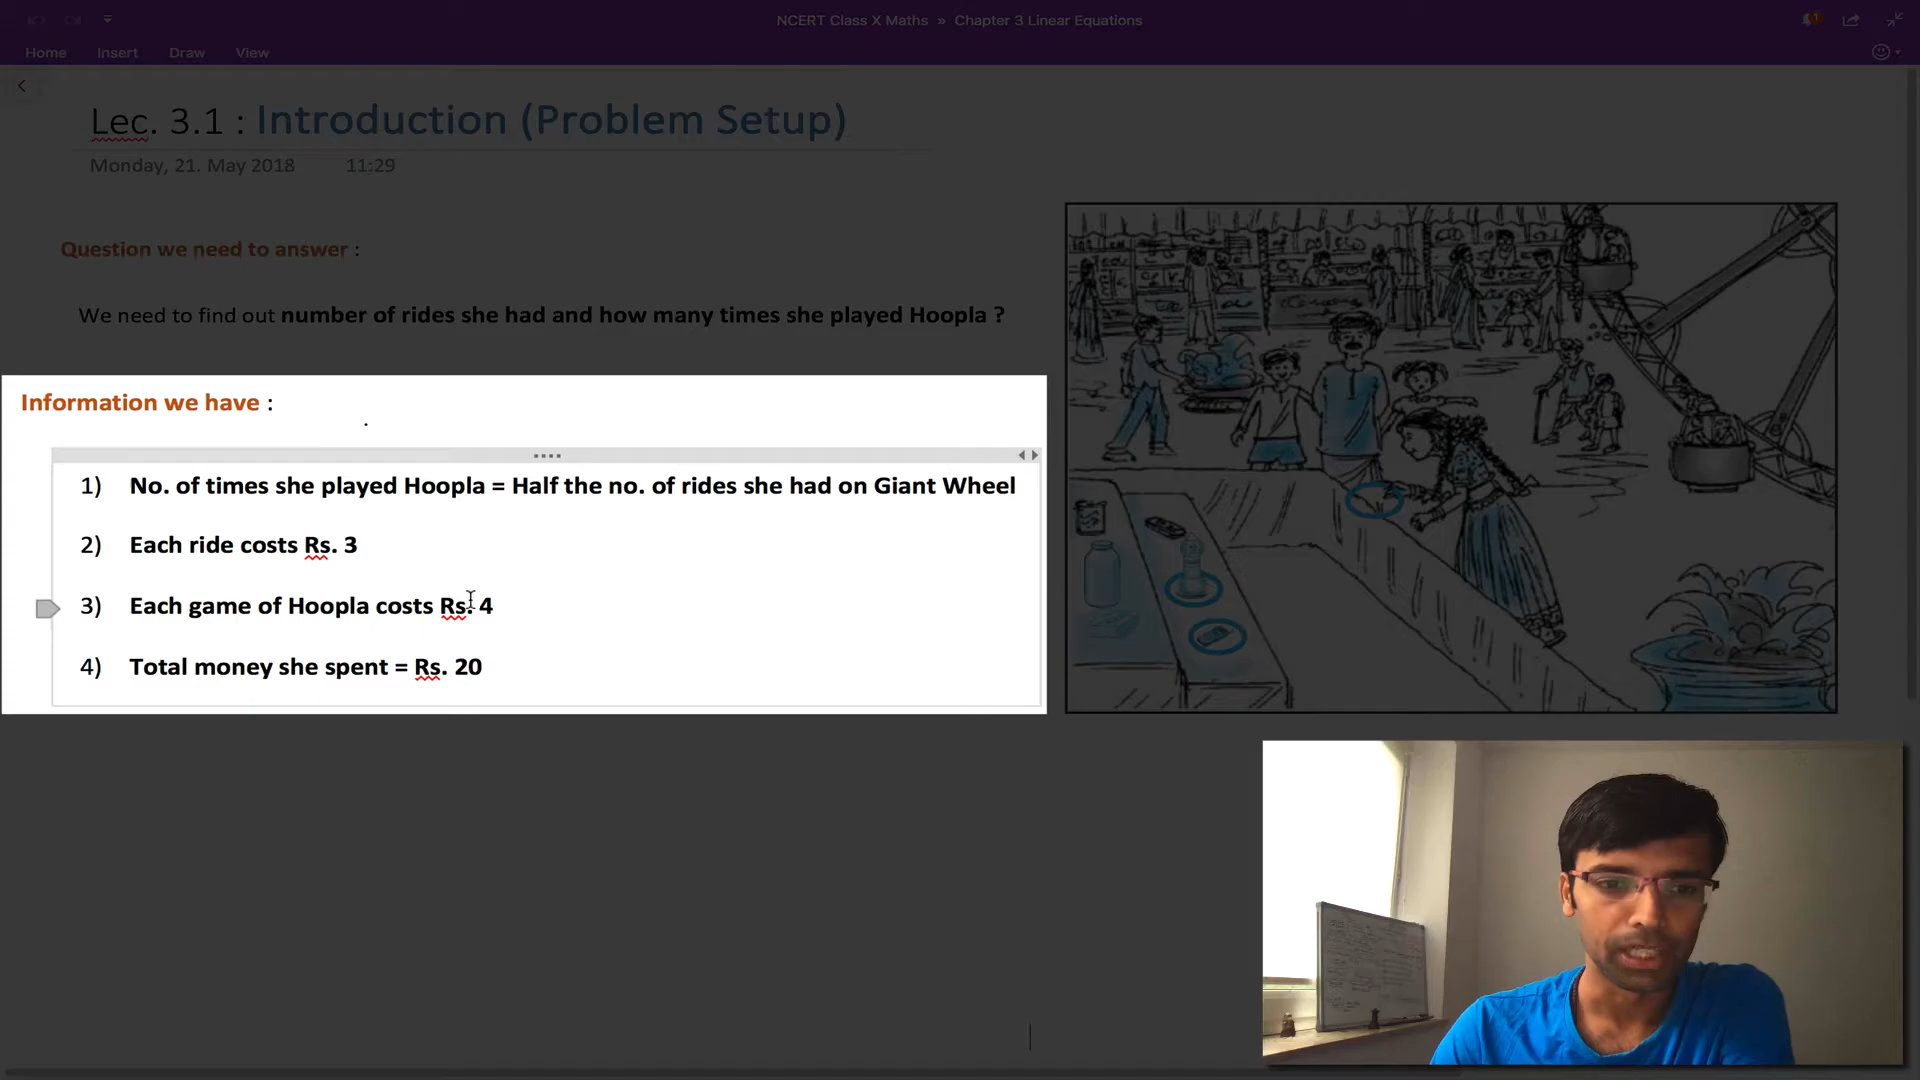 NCERT Class X Maths » Chapter 3 Linear Equations
1
Home Insert Draw View
Lec. 3.1 : Introduction (Problem Setup)
Monday, 21. May 2018 11:29
Question we need to answer :
We need to find out number of rides she had and how many times she played Hoopla ?
Information we have :
1) No. of times she played Hoopla = Half the no. of rides she had on Giant Wheel
2) Each ride costs Rs. 3
3) Each game of Hoopla costs Rs. 4
4) Total money she spent = Rs. 20